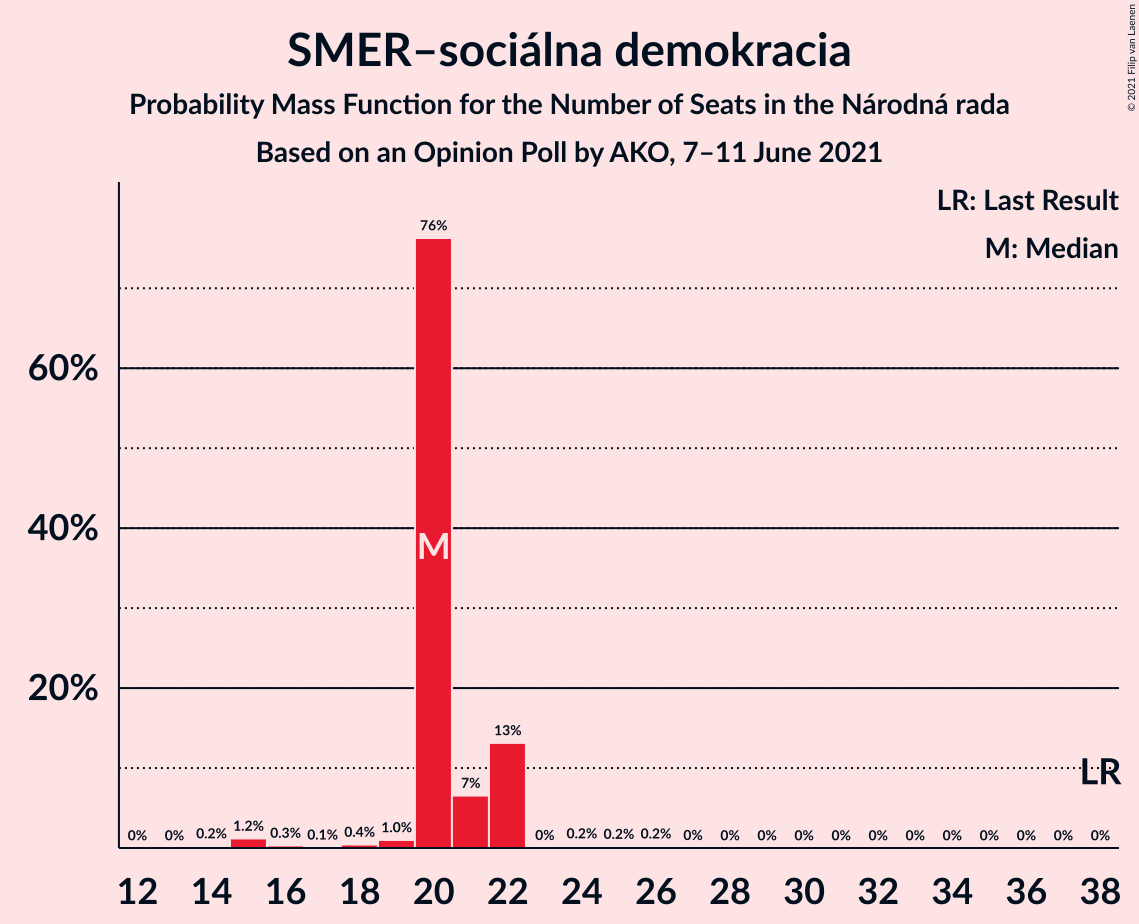 SMER–sociálna demokracia
Probability Mass Function for the Number of Seats in the Národná rada
Based on an Opinion Poll by AKO, 7–11 June 2021
© 2021 Filip van Laenen
LR: Last Result
M: Median
76%
60%
40%
M
20%
13%
LR
7%
0% 0% 0.2% 1.2% 0.3% 0.1% 0.4% 1.0% 0% 0.2% 0.2% 0.2% 0% 0% 0% 0% 0% 0% 0% 0% 0% 0% 0% 0%
12 14 16 18 20 22 24 26 28 30 32 34 36 38